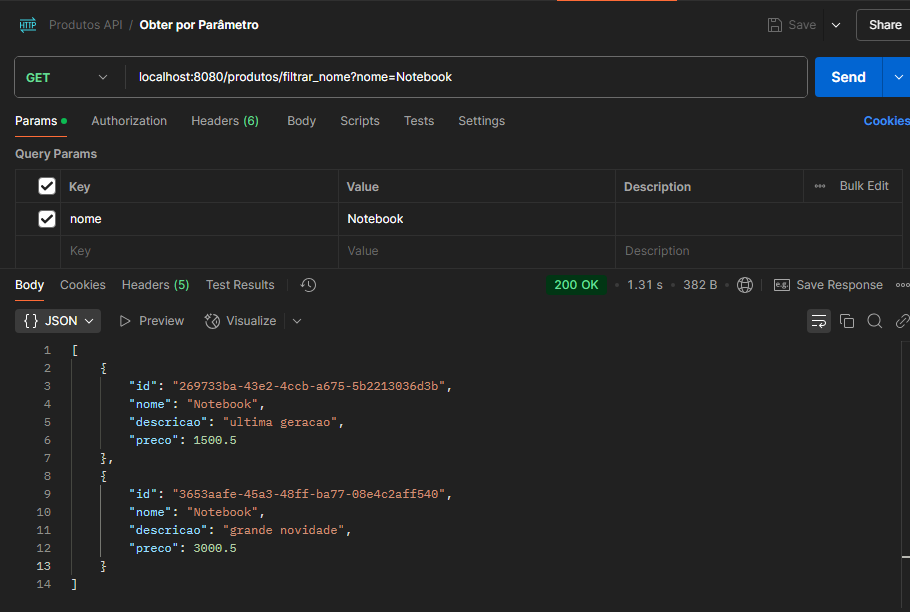 HTTP Produtos API / Obter por Parâmetro Save Share
GET localhost:8080/produtos/filtrar_nome?nome=Notebook Send
Params Authorization Headers (6) Body Scripts Tests Settings Cookies
Query Params
Key Value Description Bulk Edit
nome Notebook
Key Value Description
Body Cookies Headers (5) Test Results 200 OK 1.31 s 382 B e.g. Save Response
{} JSON Preview Visualize
1 [
2 {
3 "id": "269733ba-43e2-4ccb-a675-5b2213036d3b",
4 "nome": "Notebook",
5 "descricao": "ultima geracao",
6 "preco": 1500.5
7 },
8 {
9 "id": "3653aafe-45a3-48ff-ba77-08e4c2aff540",
10 "nome": "Notebook",
11 "descricao": "grande novidade",
12 "preco": 3000.5
13 }
14 ]